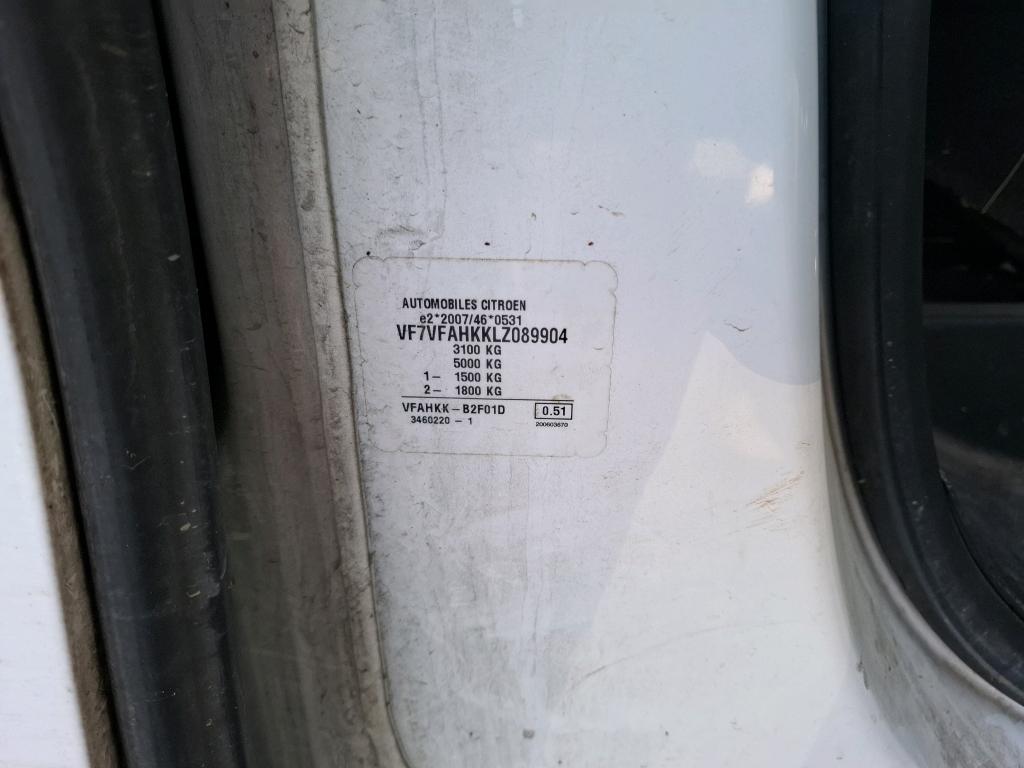 AUTOMOBILES CITROEN
e2*2007/46*0531
VF7VFAHKKLZ089904
3100 KG
5000 KG
1- 1500 KG
2- 1800 KG
VFAHKK-B2F01D 0.51
3460220-1 200603670